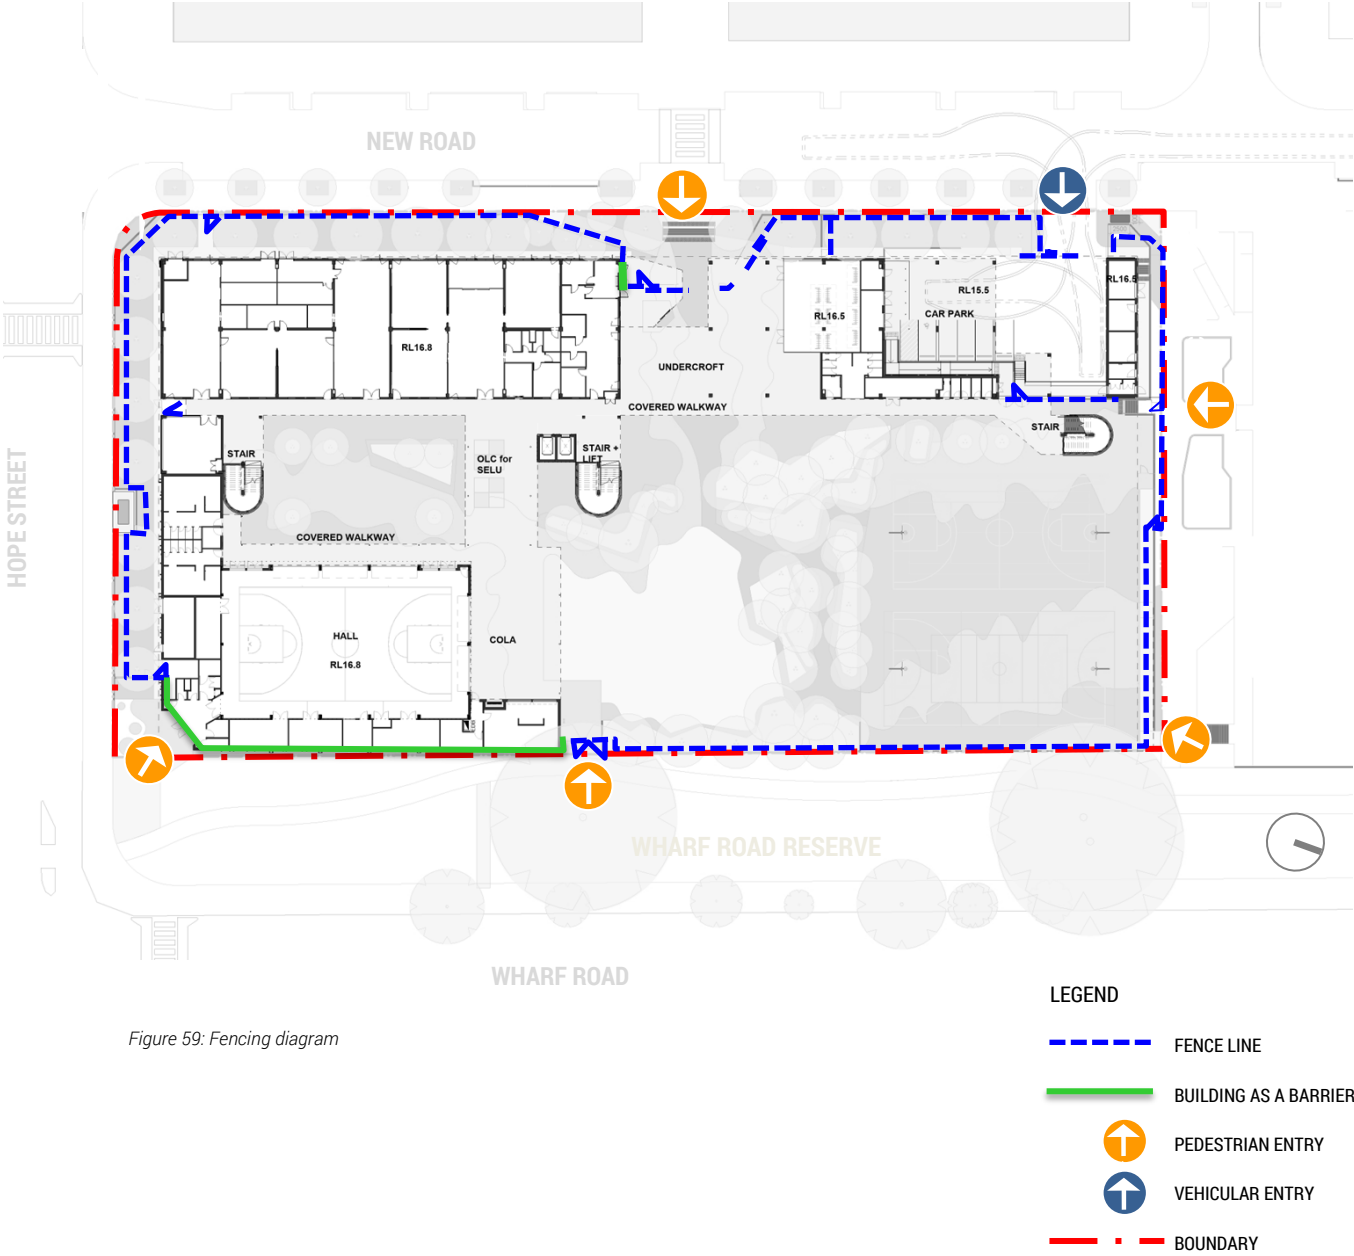 NEW ROAD
RL16.5
RL15.5
CAR PARK
RL16.5
RL16.8
UNDERCROFT
COVERED WALKWAY
STAIR
STAIR
STAIR +
LIFT
OLC for
SELU
HOPE STREET
COVERED WALKWAY
HALL
RL16.8
COLA
WHARF ROAD RESERVE
WHARF ROAD
LEGEND
Figure 59: Fencing diagram
FENCE LINE
BUILDING AS A BARRIER
PEDESTRIAN ENTRY
VEHICULAR ENTRY
BOUNDARY